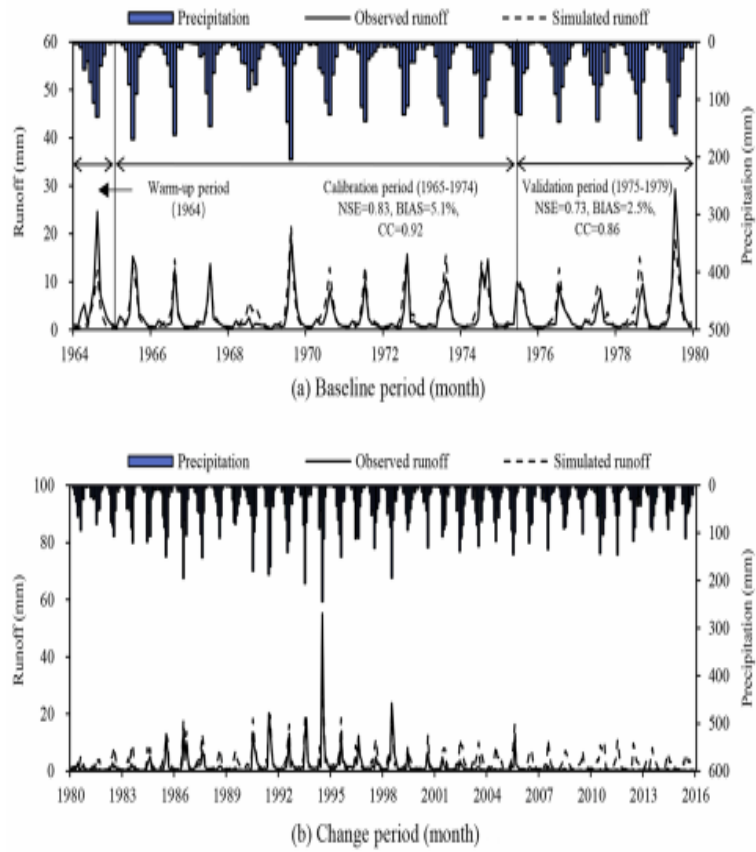 Precipitation Observed runoff Simulated runoff
60 50 40 30 20 10 0
Runoff (mm)
0 100 200 300 400 500
Precipitation (mm)
Warm-up period
(1964)
Calibration period (1965-1974)
NSE=0.83, BIAS=5.1%,
CC=0.92
Validation period (1975-1979)
NSE=0.73, BIAS=2.5%,
CC=0.86
1964 1966 1968 1970 1972 1974 1976 1978 1980
(a) Baseline period (month)
Precipitation Observed runoff Simulated runoff
100 80 60 40 20 0
Runoff (mm)
0 100 200 300 400 500 600
Precipitation (mm)
1980 1983 1986 1989 1992 1995 1998 2001 2004 2007 2010 2013 2016
(b) Change period (month)